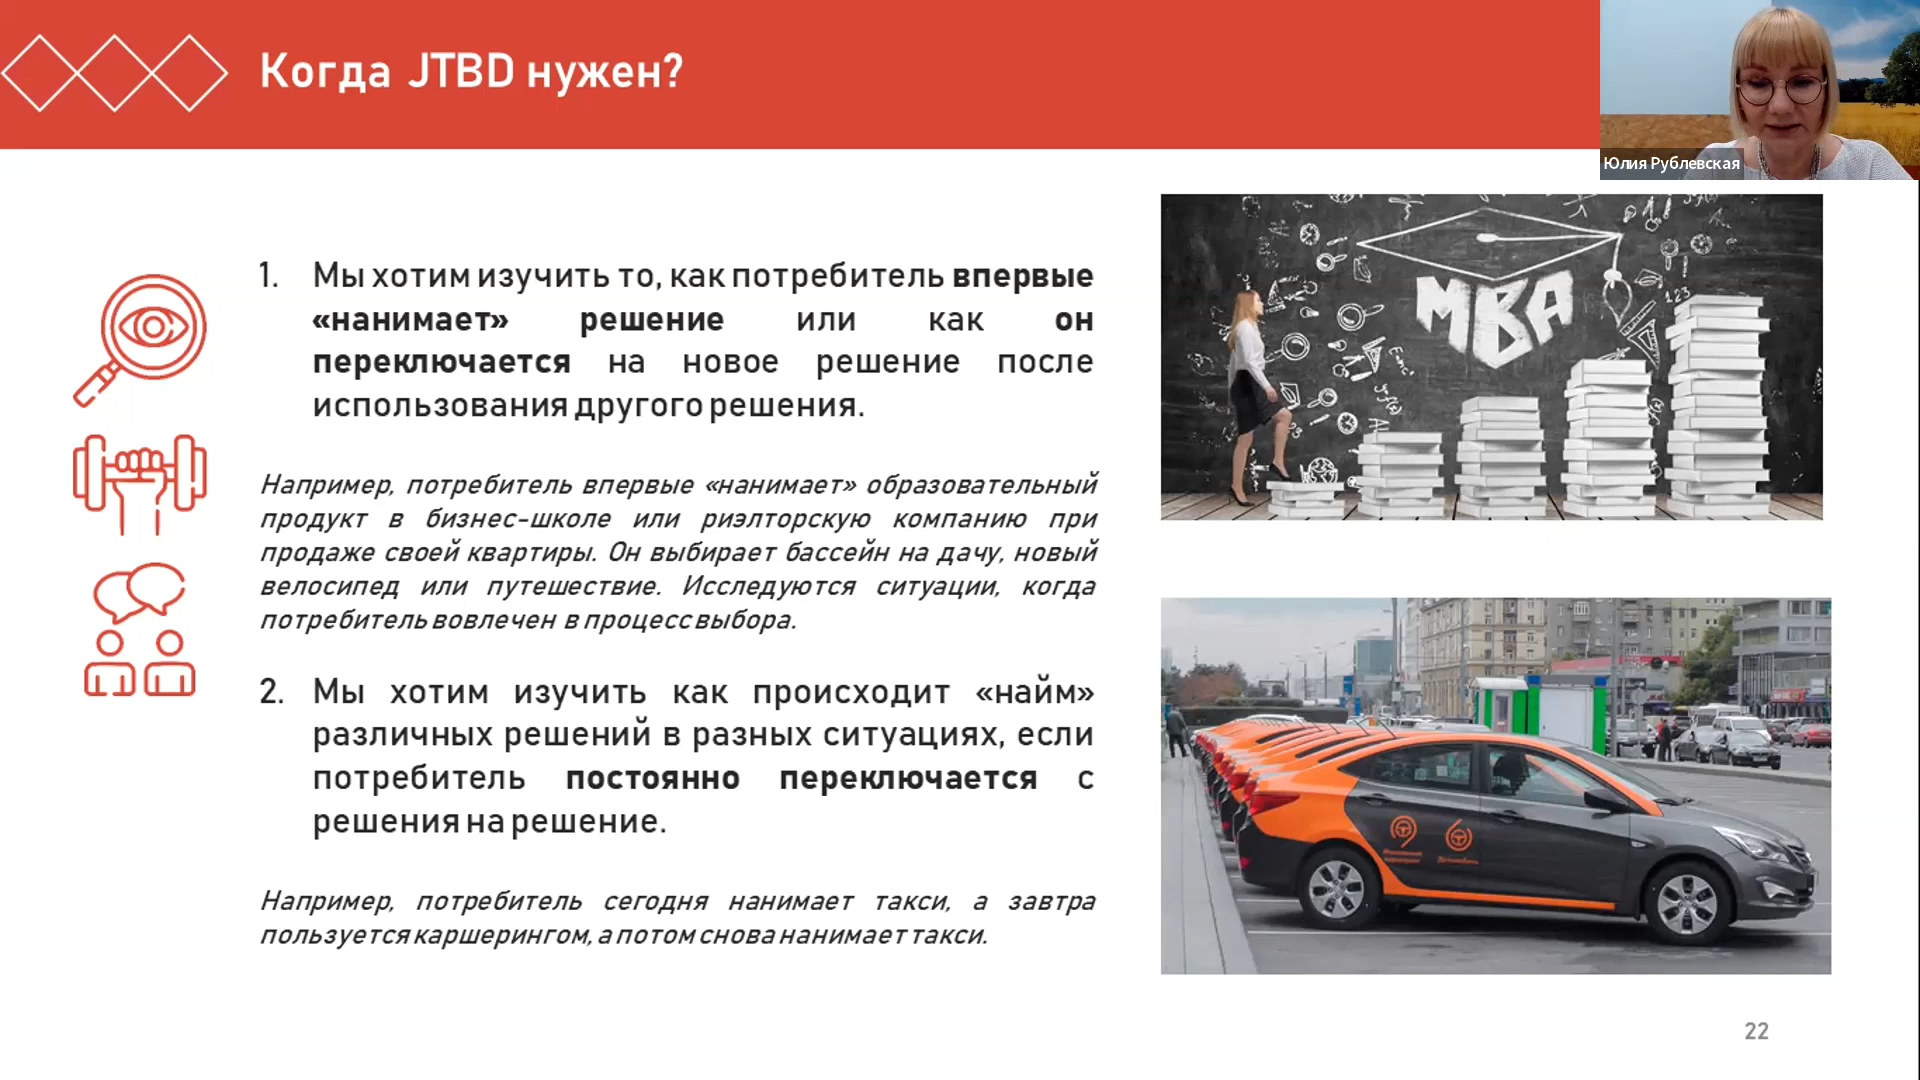 Когда JTBD нужен?
Юлия Рублевская
1. Мы хотим изучить то, как потребитель впервые
«нанимает» решение или как он
переключается на новое решение после
использования другого решения.
Например, потребитель впервые «нанимает» образовательный
продукт в бизнес-школе или риэлторскую компанию при
продаже своей квартиры. Он выбирает бассейн на дачу, новый
велосипед или путешествие. Исследуются ситуации, когда
потребитель вовлечен в процесс выбора.
2. Мы хотим изучить как происходит «найм»
различных решений в разных ситуациях, если
потребитель постоянно переключается с
решения на решение.
Например, потребитель сегодня нанимает такси, а завтра
пользуется каршерингом, а потом снова нанимает такси.
MBA
22